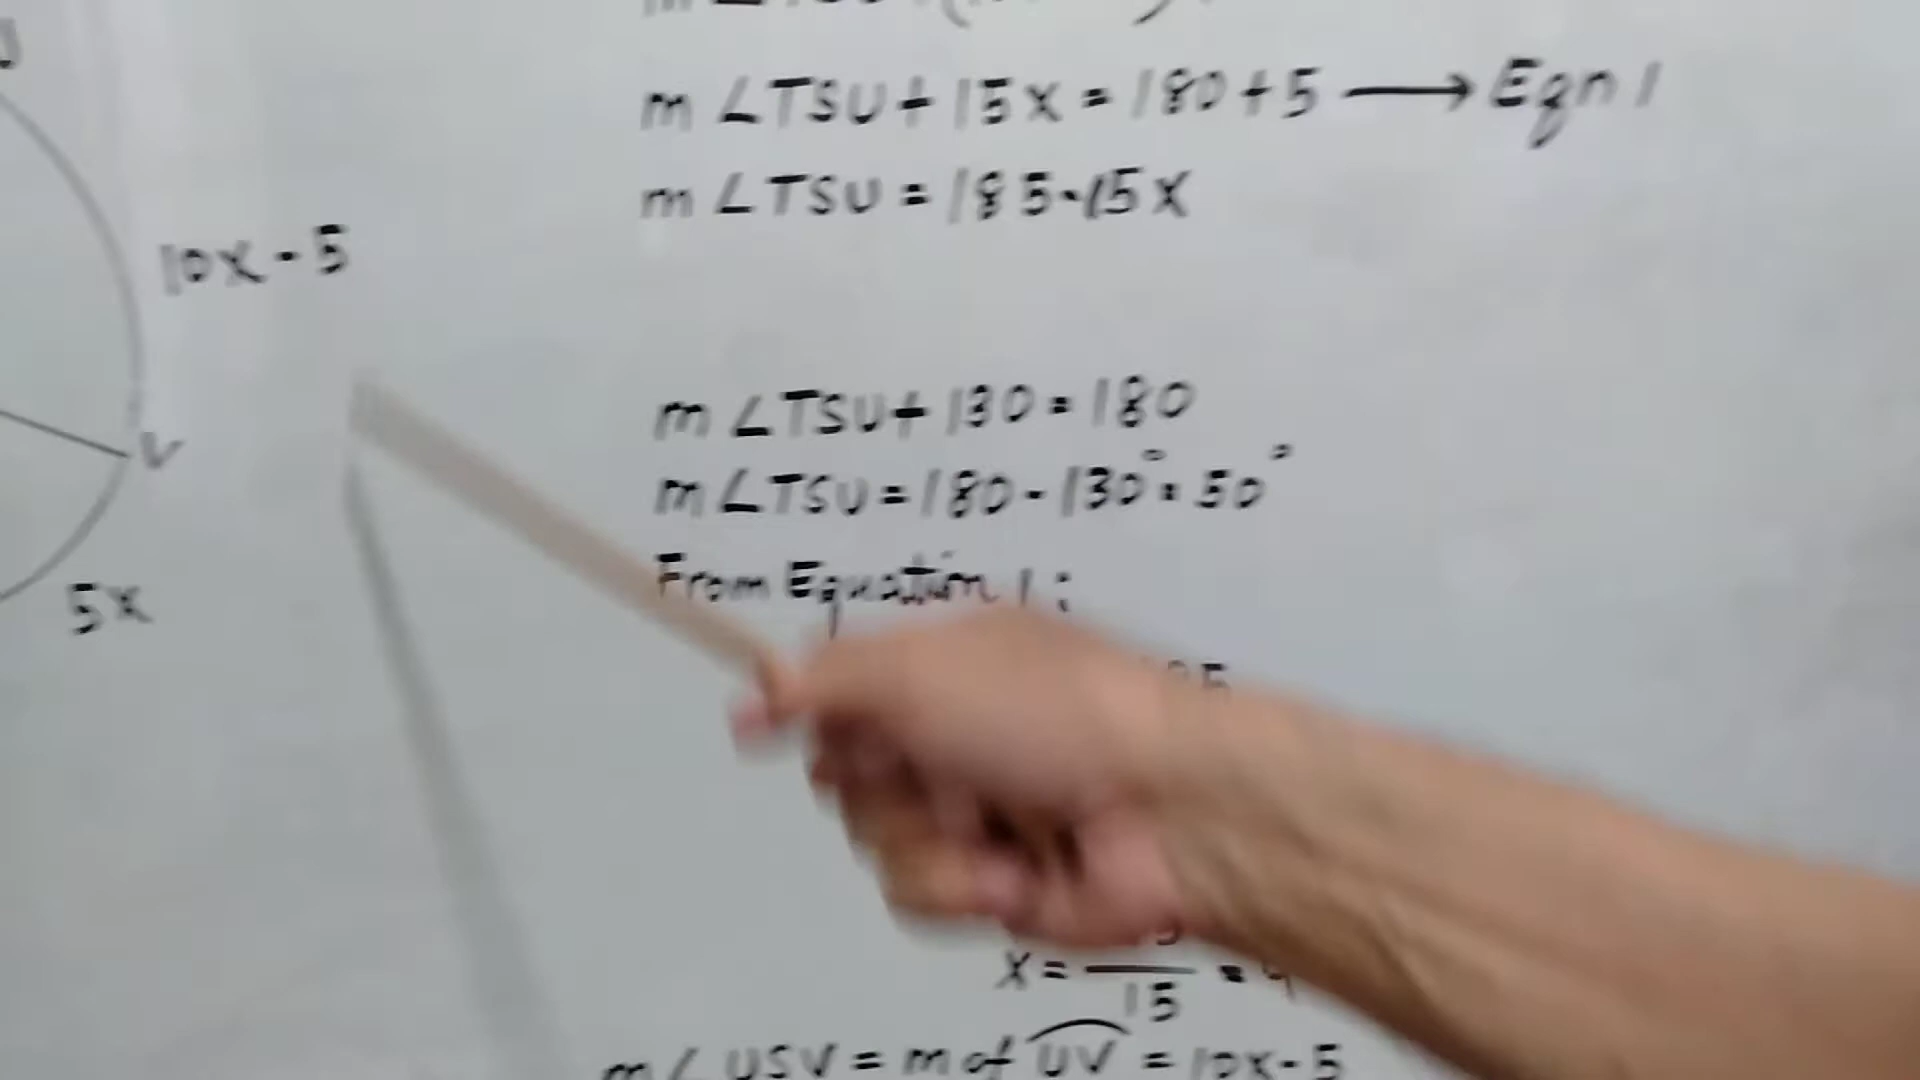 m∠TSU + 15x = 180 + 5 → Eqn 1
m∠TSU = 185 - 15x
10x - 5
m∠TSU + 130 = 180
m∠TSU = 180 - 130° = 50°
V
From Equation 1:
5x
x = 15
m∠USV = m of UV = 10x - 5